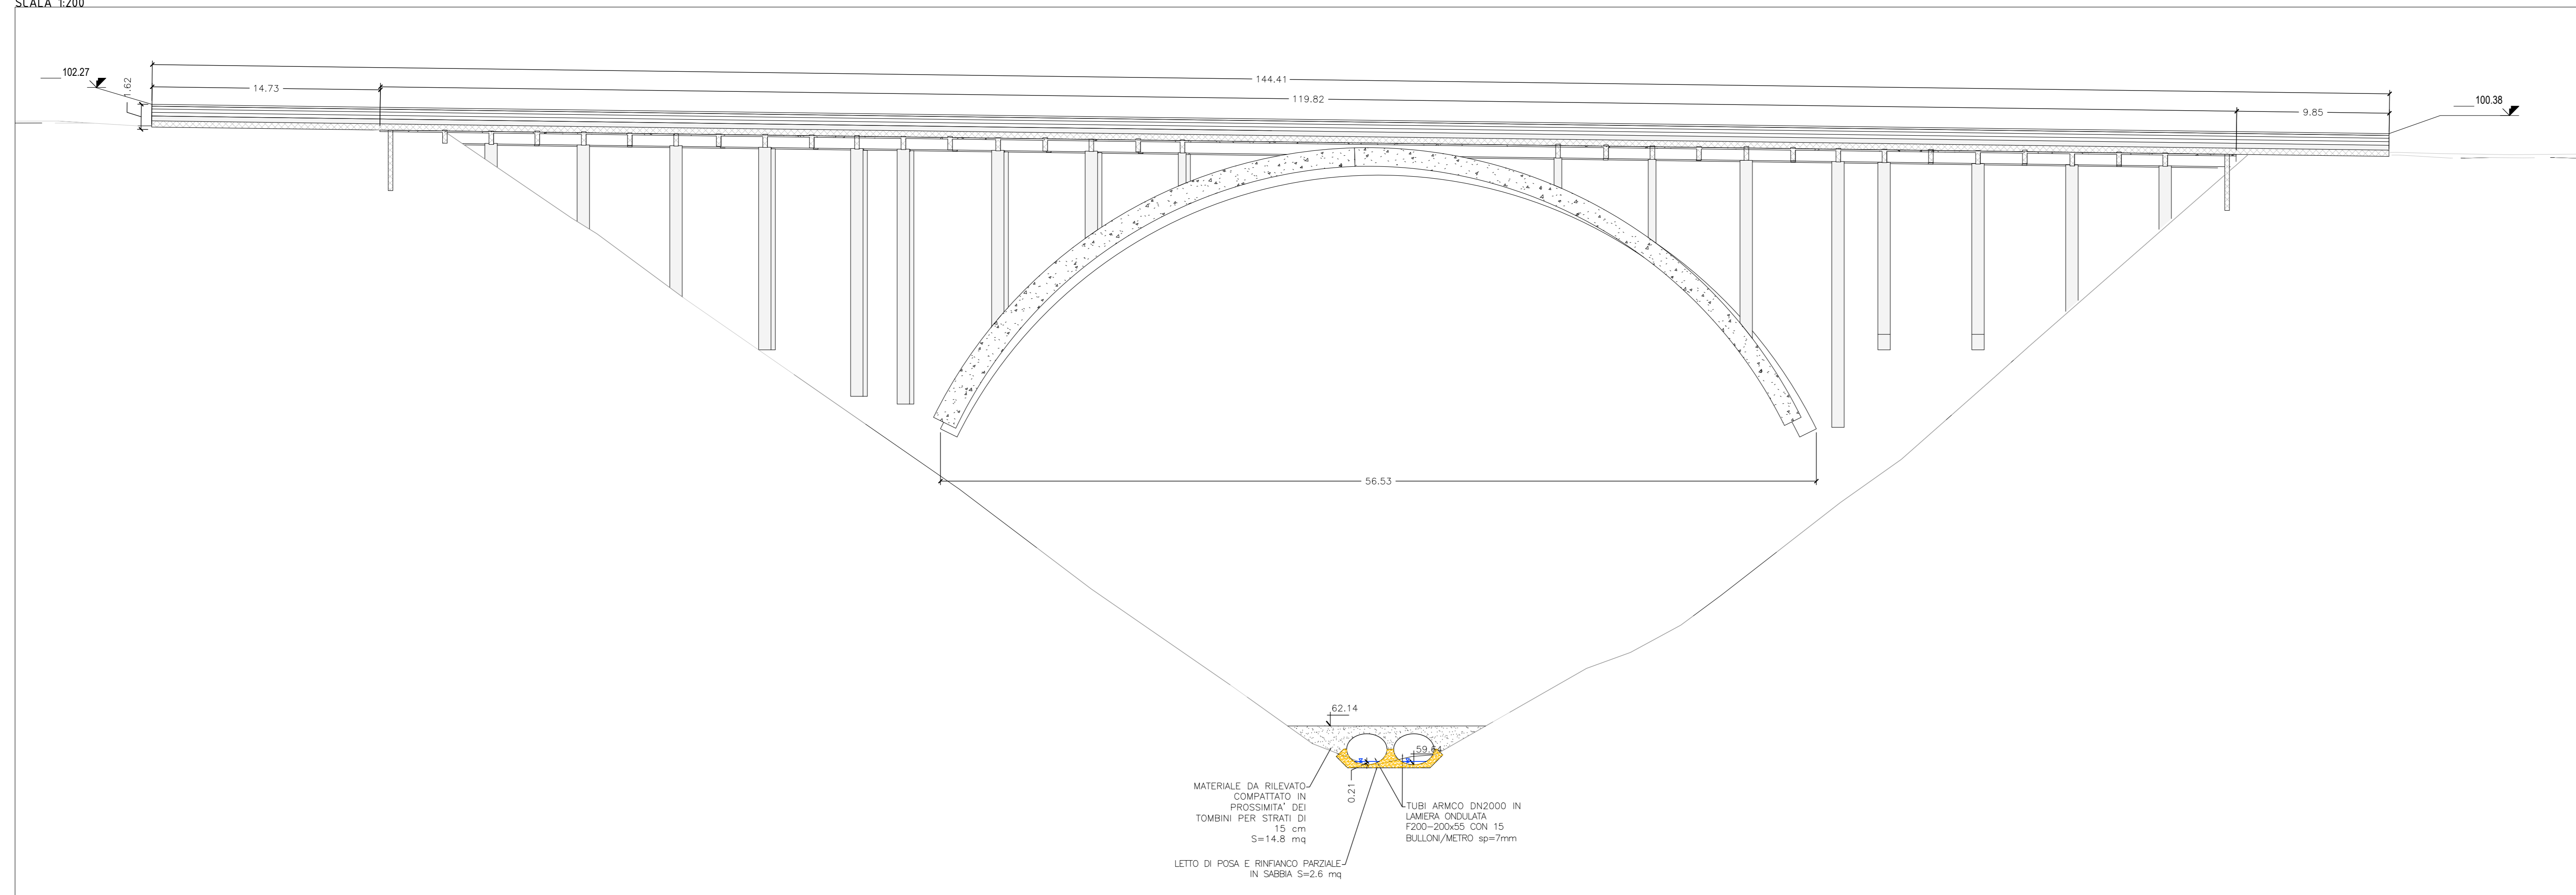 SCALA 1:200
102.27
1.62
144.41
14.73
119.82
9.85
100.38
56.53
62.14
59.64
0.21
MATERIALE DA RILEVATO
COMPATTATO IN
PROSSIMITA' DEI
TOMBINI PER STRATI DI
15 cm
S=14.8 mq
TUBI ARMCO DN2000 IN
LAMIERA ONDULATA
F200-200x55 CON 15
BULLONI/METRO sp=7mm
LETTO DI POSA E RINFIANCO PARZIALE
IN SABBIA S=2.6 mq